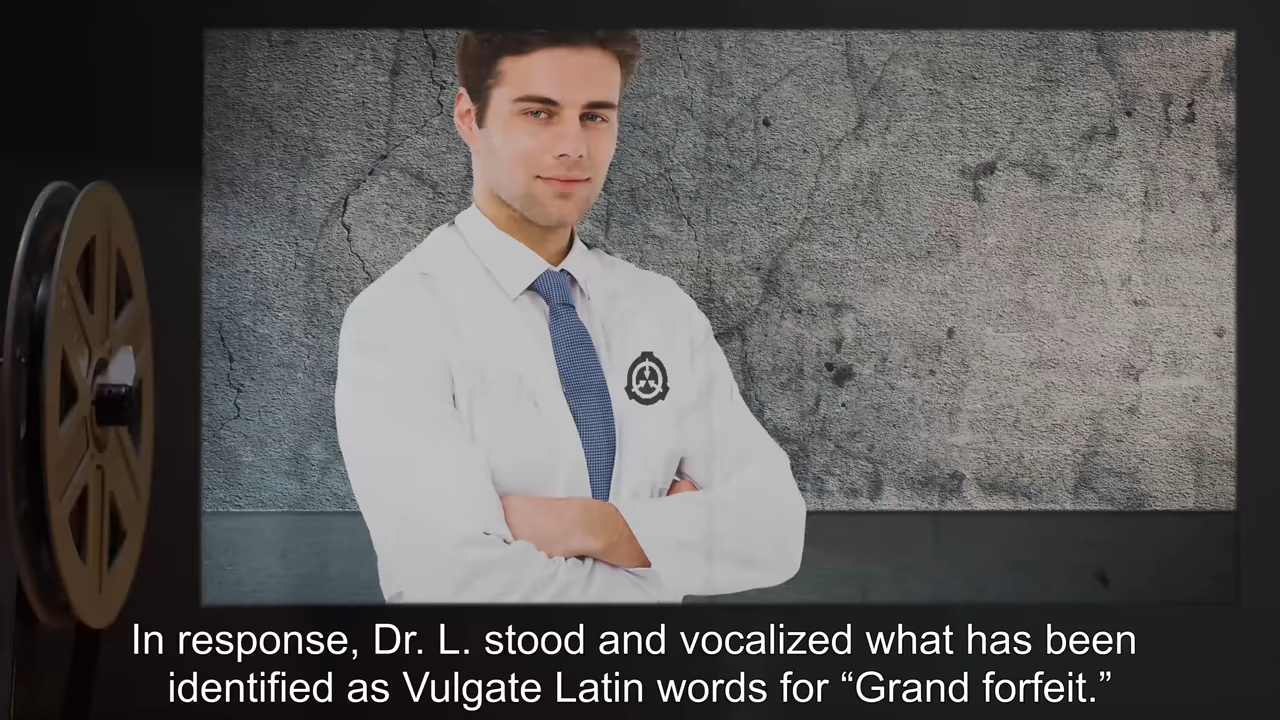 In response, Dr. L. stood and vocalized what has been
identified as Vulgate Latin words for “Grand forfeit.”